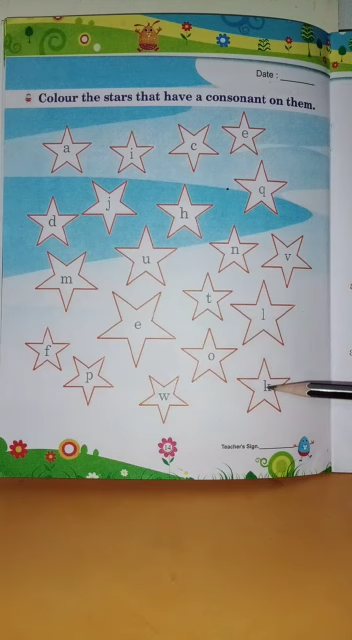 Date :
Colour the stars that have a consonant on them.
a i c e
d j h q
m u n v
e t l
f p o
w
Teacher's Sign.